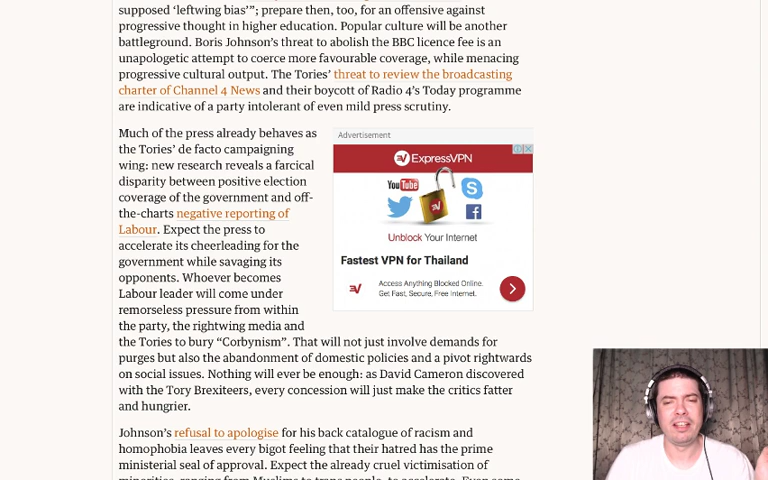 supposed ‘leftwing bias’”; prepare then, too, for an offensive against
progressive thought in higher education. Popular culture will be another
battleground. Boris Johnson’s threat to abolish the BBC licence fee is an
unapologetic attempt to coerce more favourable coverage, while menacing
progressive cultural output. The Tories’ threat to review the broadcasting
charter of Channel 4 News and their boycott of Radio 4’s Today programme
are indicative of a party intolerant of even mild press scrutiny.
Much of the press already behaves as
the Tories’ de facto campaigning
wing: new research reveals a farcical
disparity between positive election
coverage of the government and off-
the-charts negative reporting of
Labour. Expect the press to
accelerate its cheerleading for the
government while savaging its
opponents. Whoever becomes
Labour leader will come under
remorseless pressure from within
the party, the rightwing media and
the Tories to bury “Corbynism”. That will not just involve demands for
purges but also the abandonment of domestic policies and a pivot rightwards
on social issues. Nothing will ever be enough: as David Cameron discovered
with the Tory Brexiteers, every concession will just make the critics fatter
and hungrier.
Advertisement
ExpressVPN
YouTube
Unblock Your Internet
Fastest VPN for Thailand
Access Anything Blocked Online.
Get Fast, Secure, Free Internet.
Johnson’s refusal to apologise for his back catalogue of racism and
homophobia leaves every bigot feeling that their hatred has the prime
ministerial seal of approval. Expect the already cruel victimisation of
minorities, ranging from Muslims to trans people, to accelerate. Even some